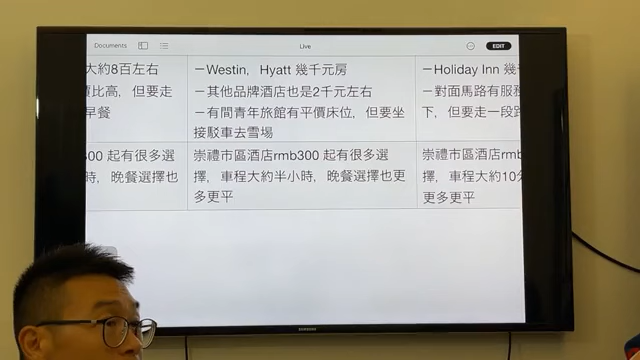 Documents
Live
EDIT
大約8百左右
比高，但要走
早餐
00 起有很多選
時，晚餐選擇也
－Westin，Hyatt 幾千元房
－其他品牌酒店也是2千元左右
－有間青年旅館有平價床位，但要坐
接駁車去雪場
崇禮市區酒店rmb300 起有很多選
擇，車程大約半小時，晚餐選擇也更
多更平
－Holiday Inn 幾
－對面馬路有服務
下，但要走一段路
崇禮市區酒店rmb
擇，車程大約10分
更多更平
SAMSUNG